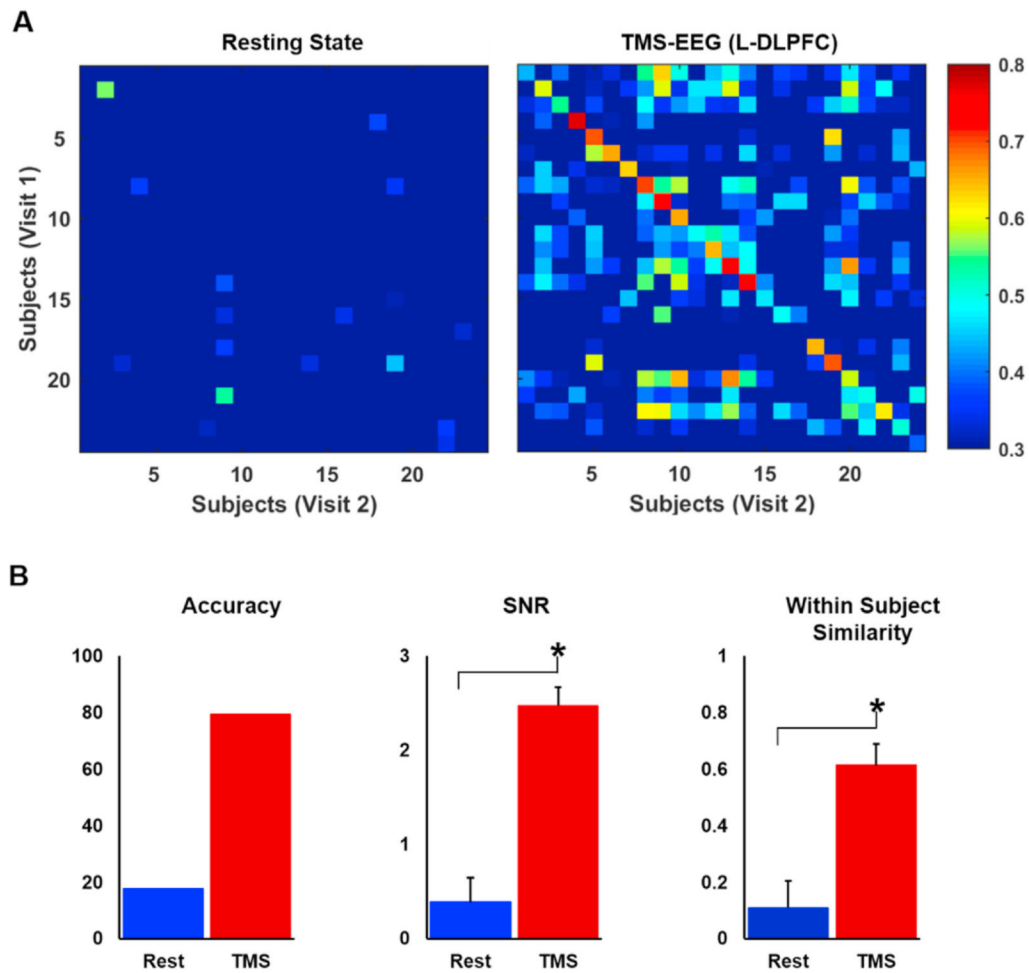 A
Resting State
TMS-EEG (L-DLPFC)
Subjects (Visit 1)
5
10
15
20
5
10
15
20
Subjects (Visit 2)
5
10
15
20
Subjects (Visit 2)
0.8
0.7
0.6
0.5
0.4
0.3
B
Accuracy
100
80
60
40
20
0
Rest
TMS
SNR
3
2
1
0
*
Rest
TMS
Within Subject
Similarity
1
0.8
0.6
0.4
0.2
0
*
Rest
TMS